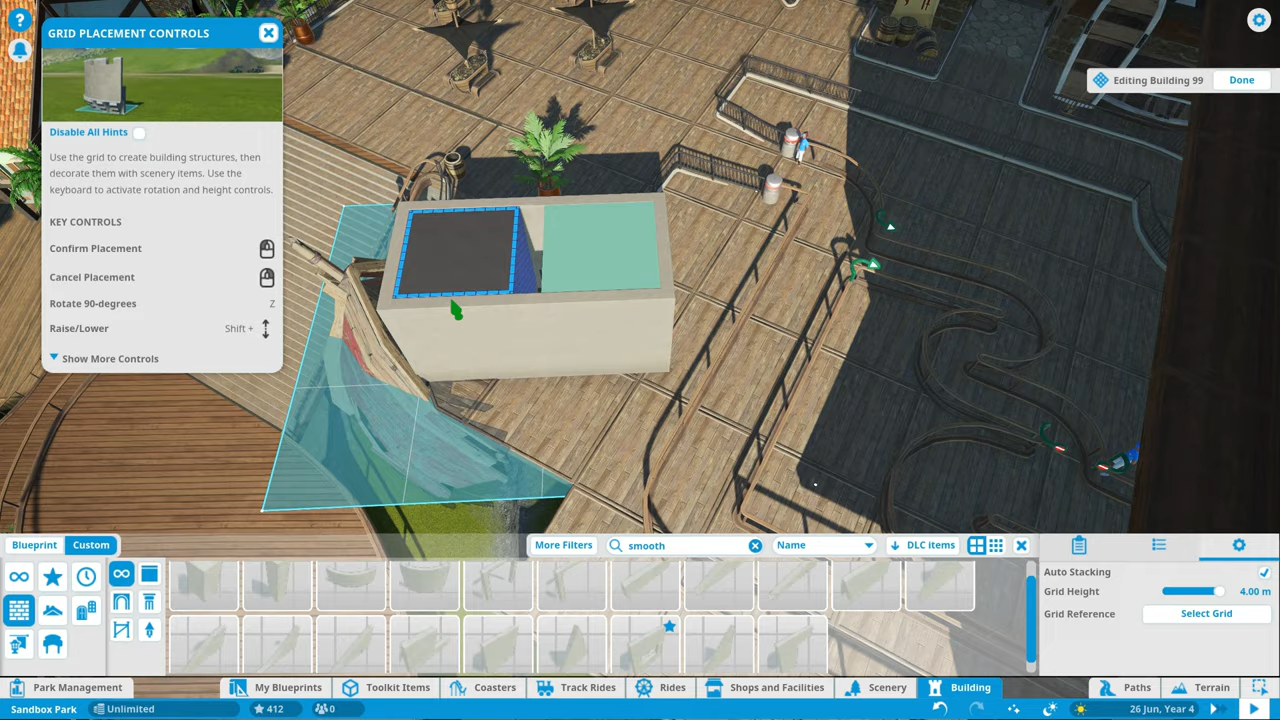 ?
GRID PLACEMENT CONTROLS
Disable All Hints
Use the grid to create building structures, then
decorate them with scenery items. Use the
keyboard to activate rotation and height controls.
KEY CONTROLS
Confirm Placement
Cancel Placement
Rotate 90-degrees Z
Raise/Lower Shift +
Show More Controls
Editing Building 99 Done
Blueprint Custom More Filters smooth Name DLC items
Auto Stacking
Grid Height 4.00 m
Grid Reference Select Grid
Park Management My Blueprints Toolkit Items Coasters Track Rides Rides Shops and Facilities Scenery Building Paths Terrain
Sandbox Park Unlimited 412 0 26 Jun, Year 4